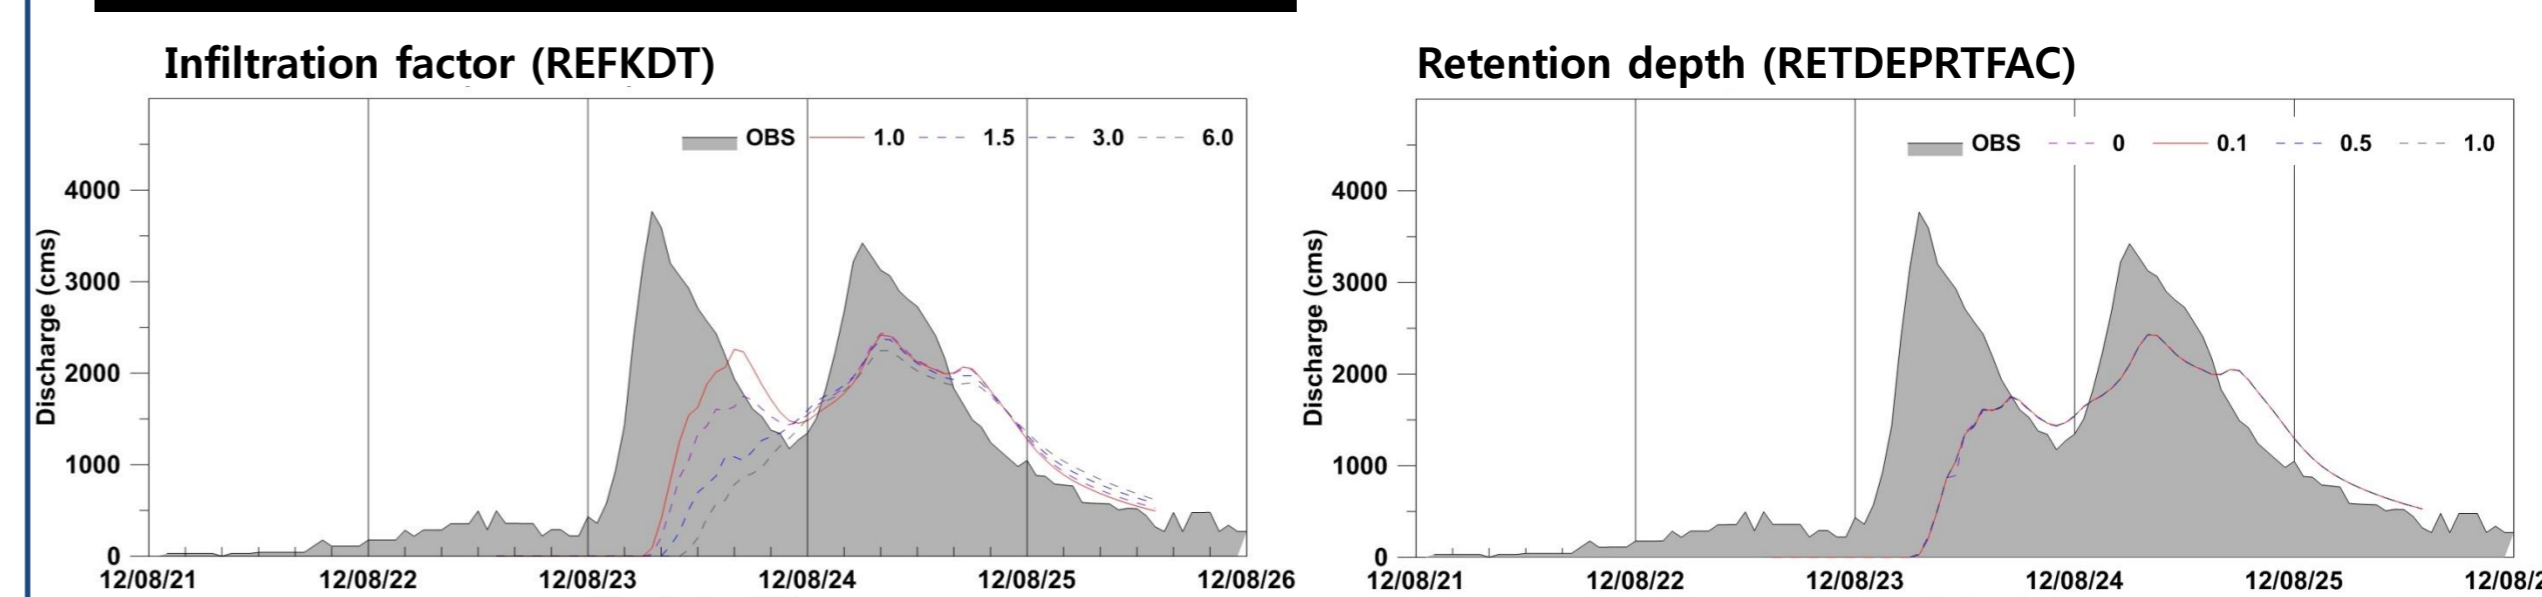 Infiltration factor (REFKDT)
OBS 1.0 1.5 3.0 6.0
Discharge (cms)
4000
3000
2000
1000
0
12/08/21 12/08/22 12/08/23 12/08/24 12/08/25 12/08/26
Retention depth (RETDEPRTFAC)
OBS 0 0.1 0.5 1.0
Discharge (cms)
4000
3000
2000
1000
0
12/08/21 12/08/22 12/08/23 12/08/24 12/08/25 12/08/2